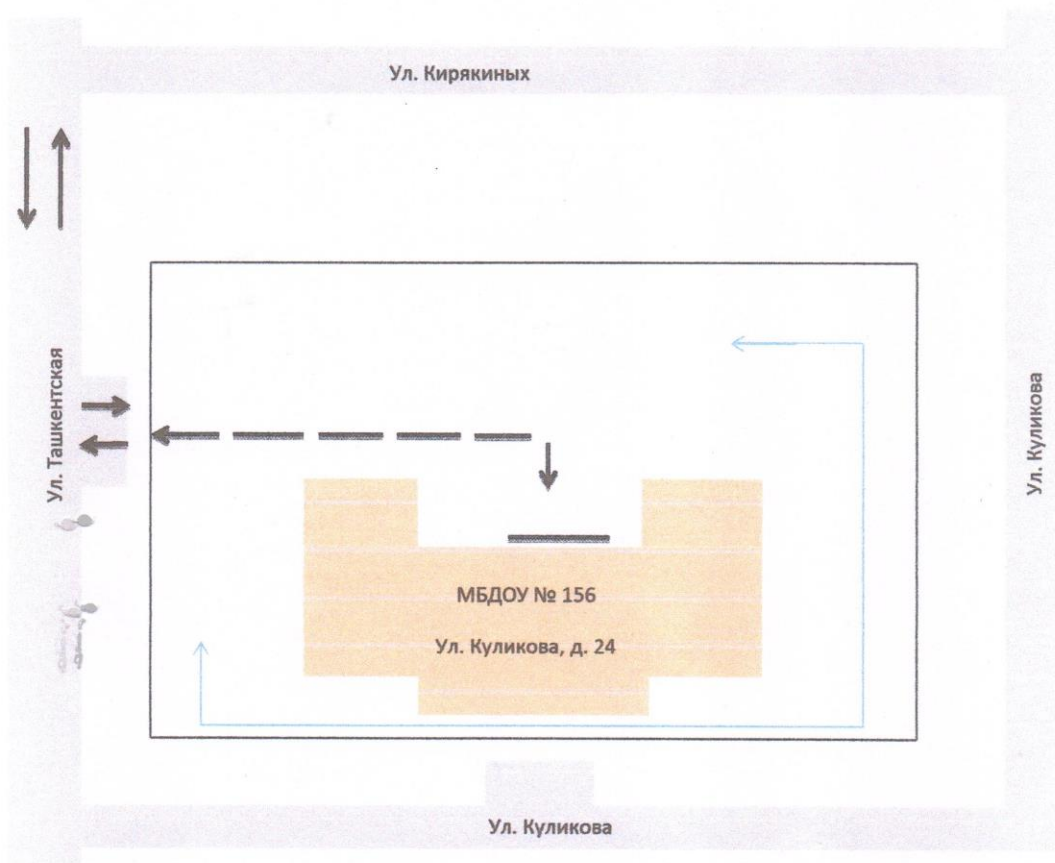 Ул. Кирякиных
Ул. Ташкентская
Ул. Куликова
МБДОУ № 156
Ул. Куликова, д. 24
Ул. Куликова